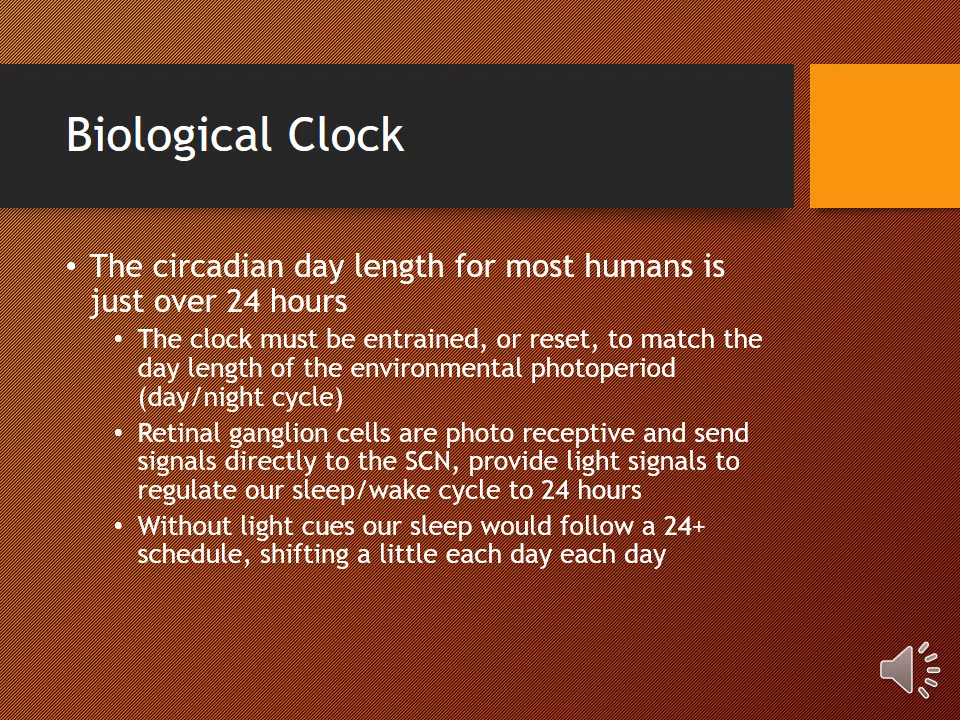 Biological Clock
• The circadian day length for most humans is
just over 24 hours
• The clock must be entrained, or reset, to match the
day length of the environmental photoperiod
(day/night cycle)
• Retinal ganglion cells are photo receptive and send
signals directly to the SCN, provide light signals to
regulate our sleep/wake cycle to 24 hours
• Without light cues our sleep would follow a 24+
schedule, shifting a little each day each day